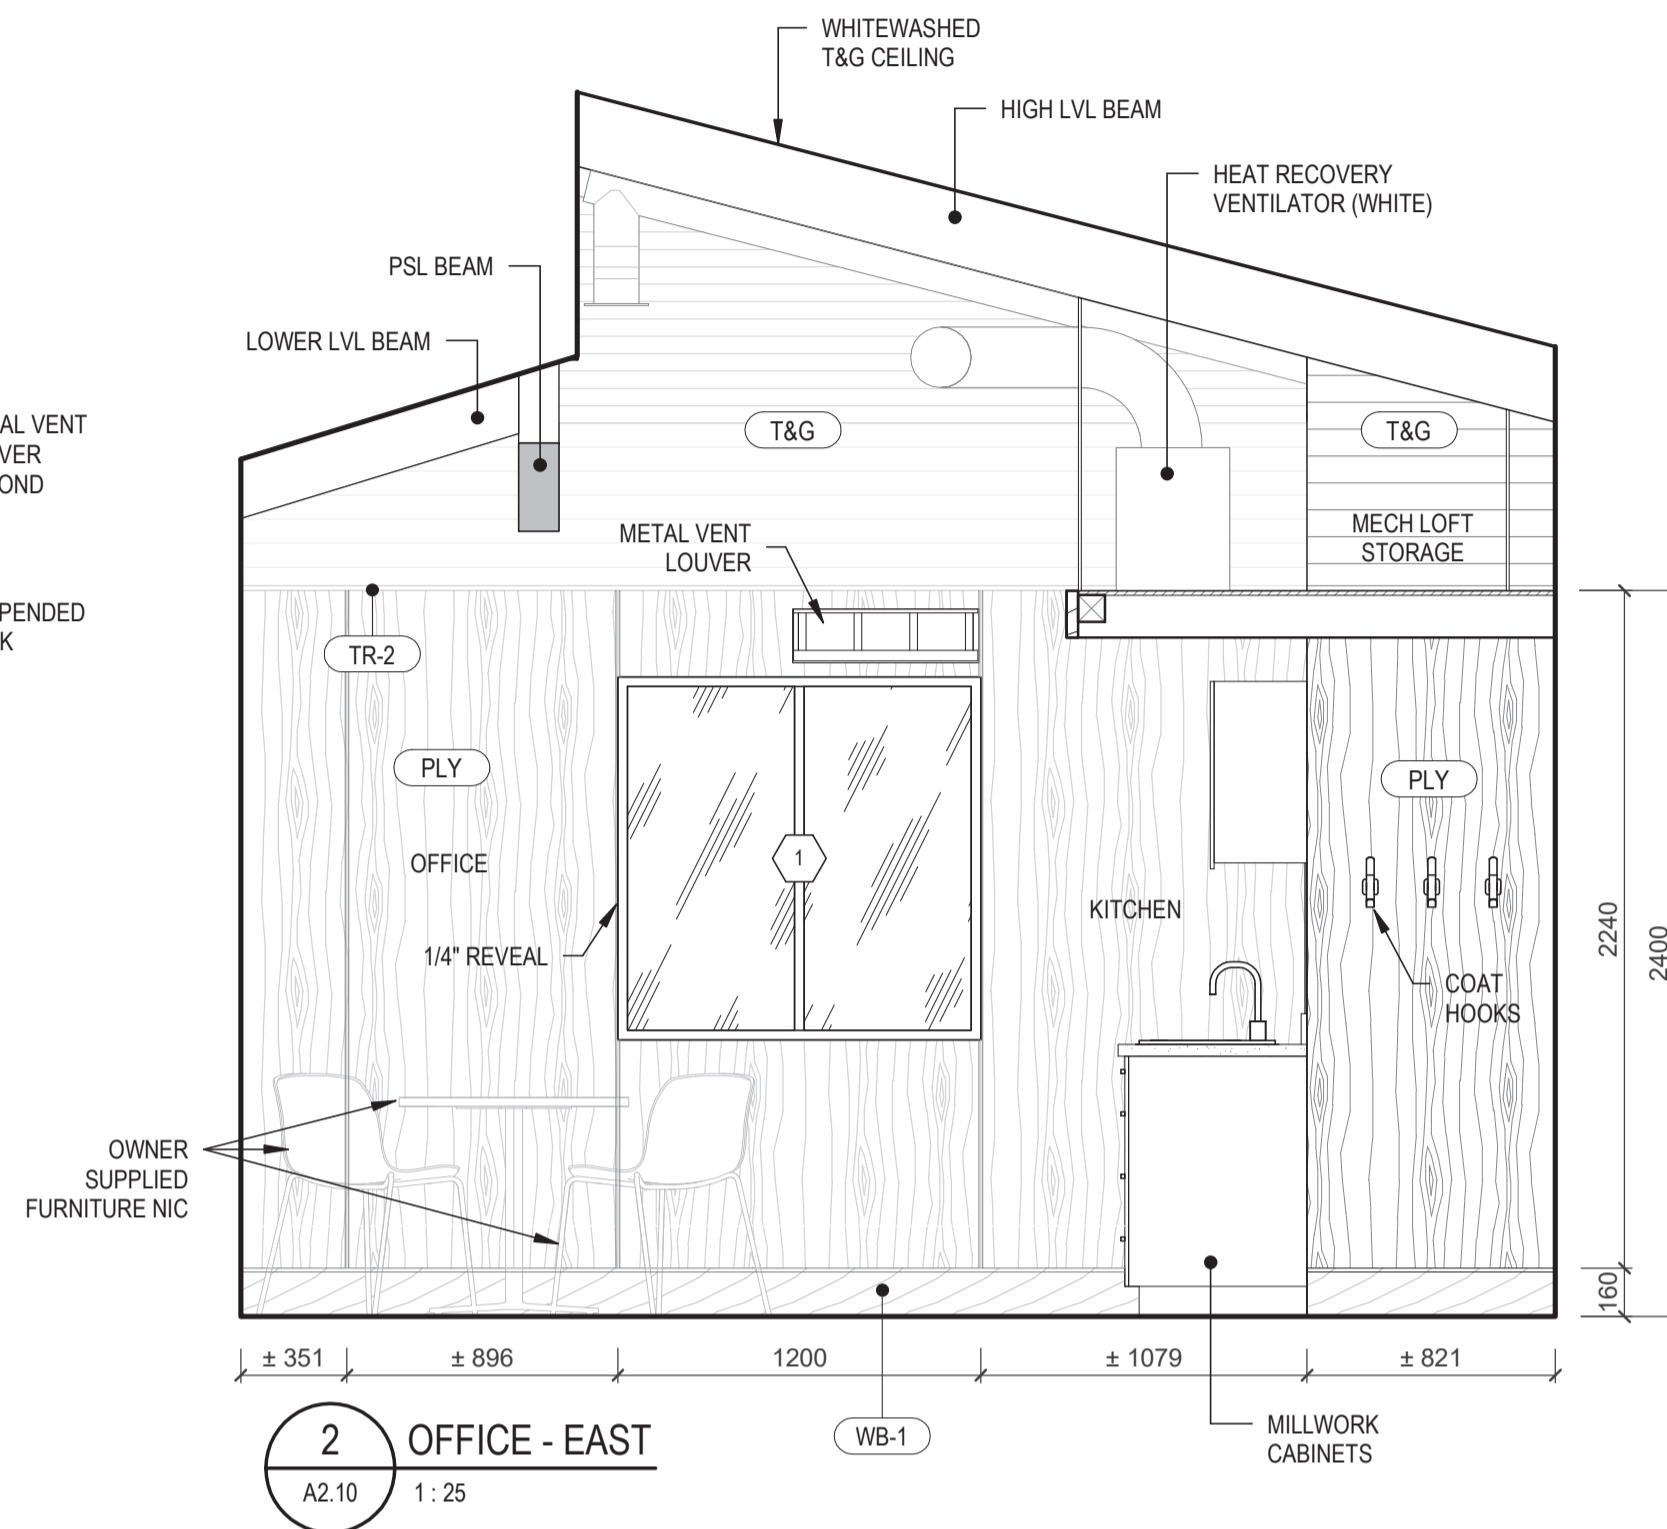 WHITEWASHED
T&G CEILING
HIGH LVL BEAM
HEAT RECOVERY
VENTILATOR (WHITE)
PSL BEAM
LOWER LVL BEAM
AL VENT
VER
OND
T&G
T&G
METAL VENT
LOUVER
MECH LOFT
STORAGE
PENDED
K
TR-2
PLY
PLY
OFFICE
1
KITCHEN
1/4" REVEAL
COAT
HOOKS
2240
2400
OWNER
SUPPLIED
FURNITURE NIC
160
± 351
± 896
1200
± 1079
± 821
WB-1
MILLWORK
CABINETS
2
OFFICE - EAST
A2.10
1 : 25